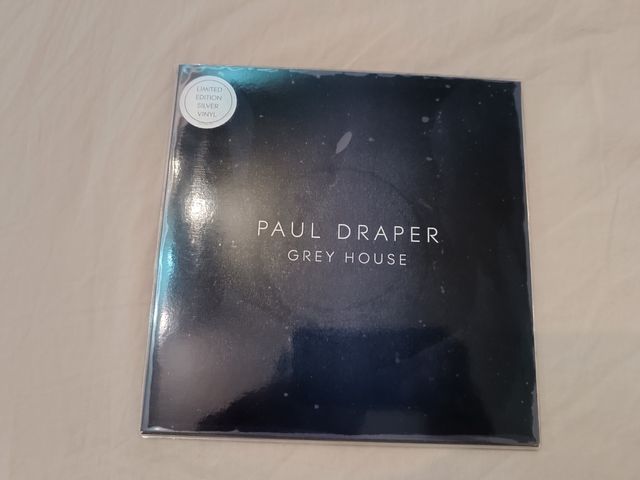 LIMITED
EDITION
SILVER
VINYL
PAUL DRAPER
GREY HOUSE